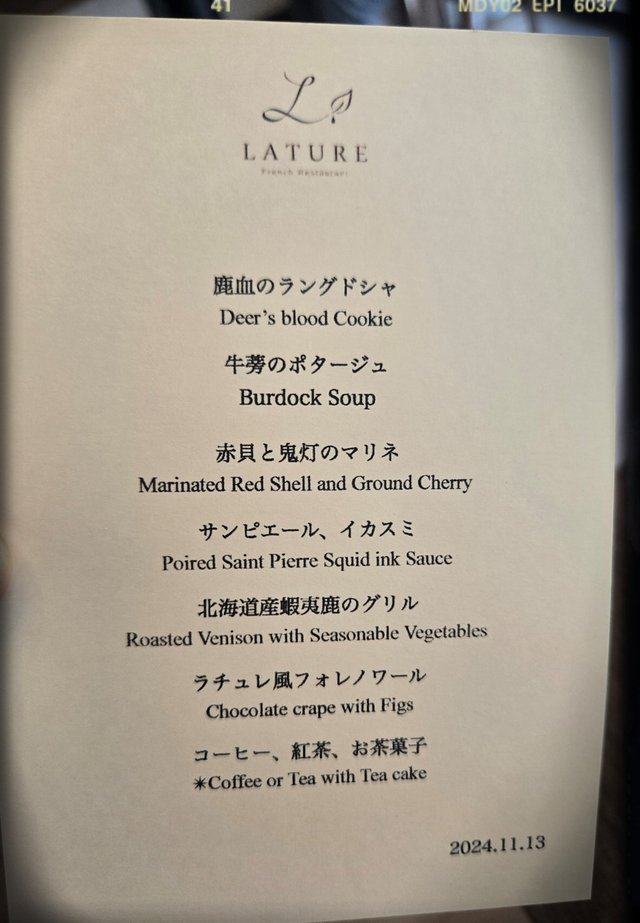 41
MDY02 EPI 6037
L
LATURE
French Restaurant
鹿血のラングドシャ
Deer's blood Cookie
牛蒡のポタージュ
Burdock Soup
赤貝と鬼灯のマリネ
Marinated Red Shell and Ground Cherry
サンピエール、イカスミ
Poired Saint Pierre Squid ink Sauce
北海道産蝦夷鹿のグリル
Roasted Venison with Seasonable Vegetables
ラチュレ風フォレノワール
Chocolate crape with Figs
コーヒー、紅茶、お茶菓子
✴Coffee or Tea with Tea cake
2024.11.13